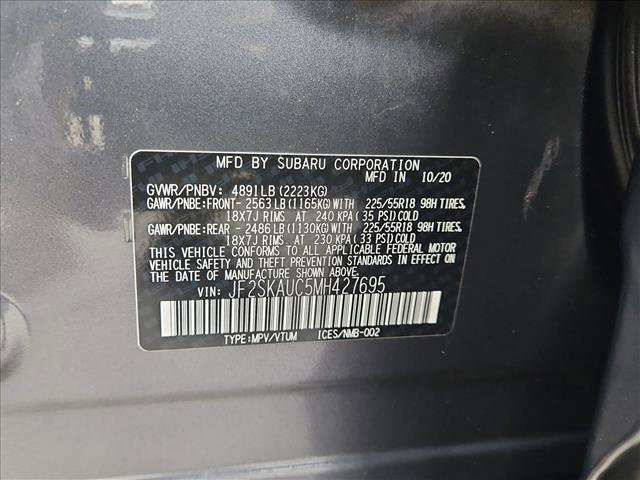 MFD BY SUBARU CORPORATION
MFD IN 10/20
GVWR/PNBV: 4891LB (2223KG)
GAWR/PNBE:FRONT- 2563LB (1165KG) WITH 225/55R18 98H TIRES,
18X7J RIMS AT 240 KPA (35 PSI) COLD
GAWR/PNBE:REAR - 2486LB (1130KG) WITH 225/55R18 98H TIRES,
18X7J RIMS AT 230 KPA (33 PSI) COLD
THIS VEHICLE CONFORMS TO ALL APPLICABLE FEDERAL MOTOR
VEHICLE SAFETY AND THEFT PREVENTION STANDARDS IN EFFECT
ON THE DATE OF MANUFACTURE SHOWN ABOVE.
VIN: JF2SKAUC5MH427695
TYPE:MPV/VTUM ICES/NMB-002